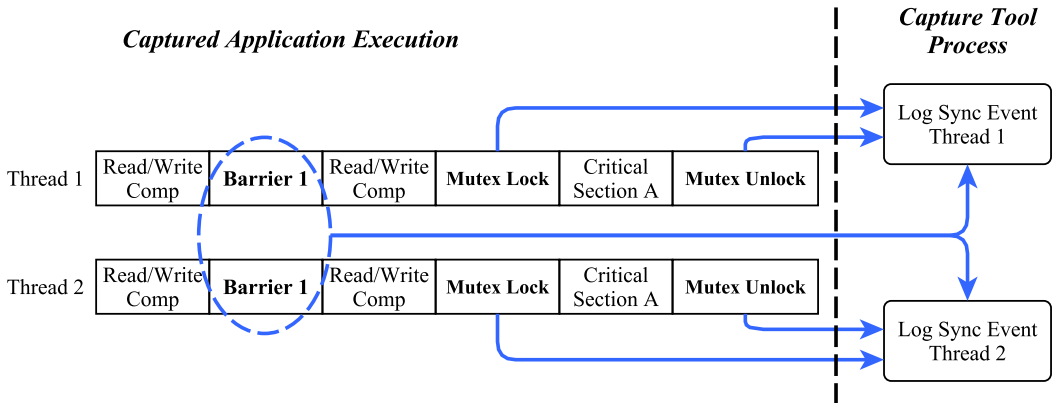 Captured Application Execution
Capture Tool
Process
Log Sync Event
Thread 1
Thread 1
Read/Write
Comp
Barrier 1
Read/Write
Comp
Mutex Lock
Critical
Section A
Mutex Unlock
Thread 2
Read/Write
Comp
Barrier 1
Read/Write
Comp
Mutex Lock
Critical
Section A
Mutex Unlock
Log Sync Event
Thread 2